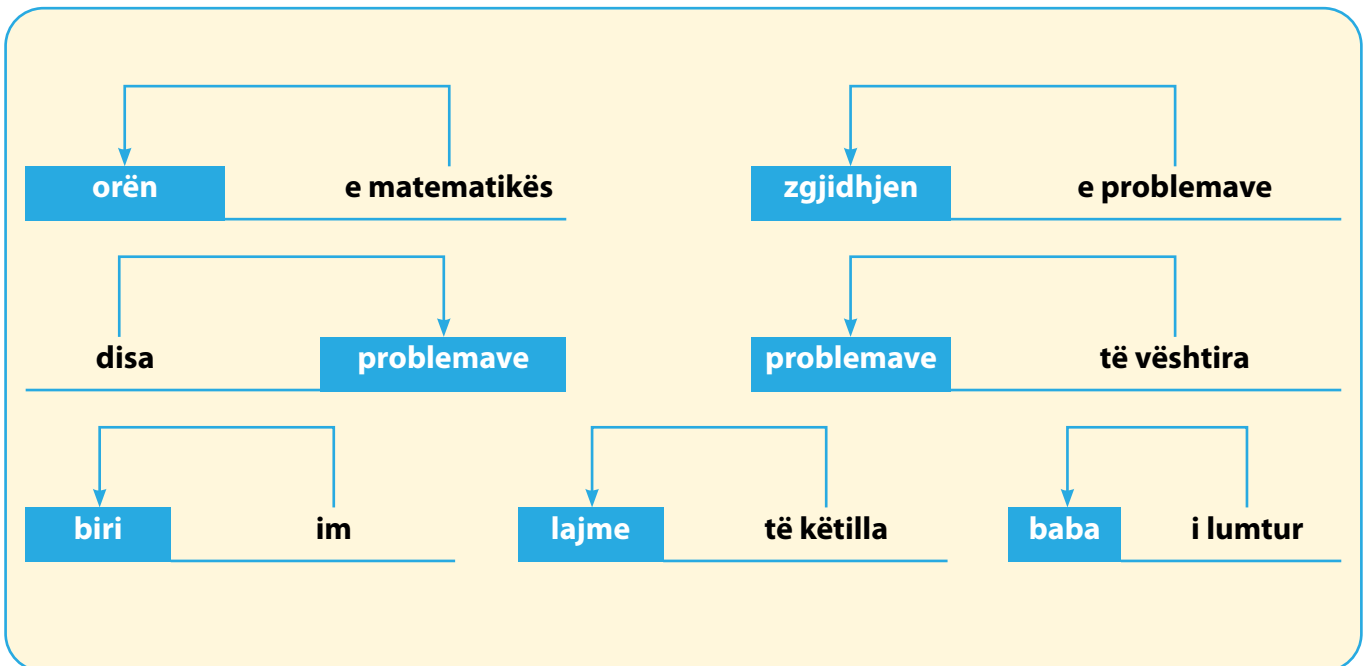 orën e matematikës zgjidhjen e problemave
disa problemave problemave të vështira
biri im lajme të këtilla baba i lumtur